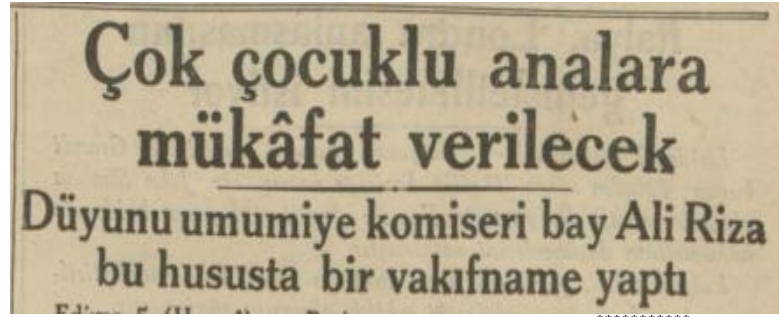 Çok çocuklu analara
mükâfat verilecek
Düyunu umumiye komiseri bay Ali Riza
bu hususta bir vakıfname yaptı